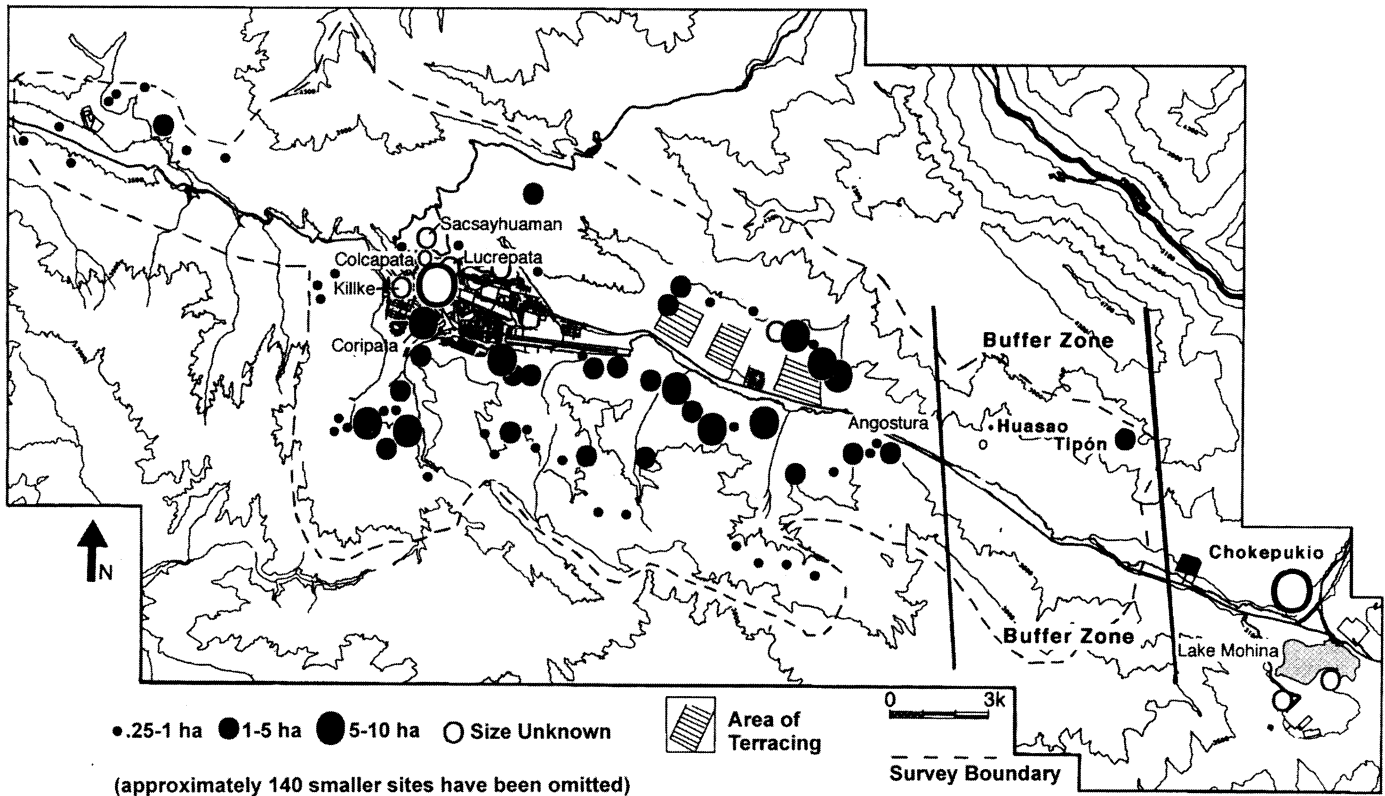 Sacsayhuaman
Colcapata
Lucrepata
Killke
Coripata
Buffer Zone
Angostura
Huasao
Tipón
N
Chokepukio
Buffer Zone
Lake Mohina
.25-1 ha
1-5 ha
5-10 ha
Size Unknown
Area of
Terracing
0 3k
Survey Boundary
(approximately 140 smaller sites have been omitted)